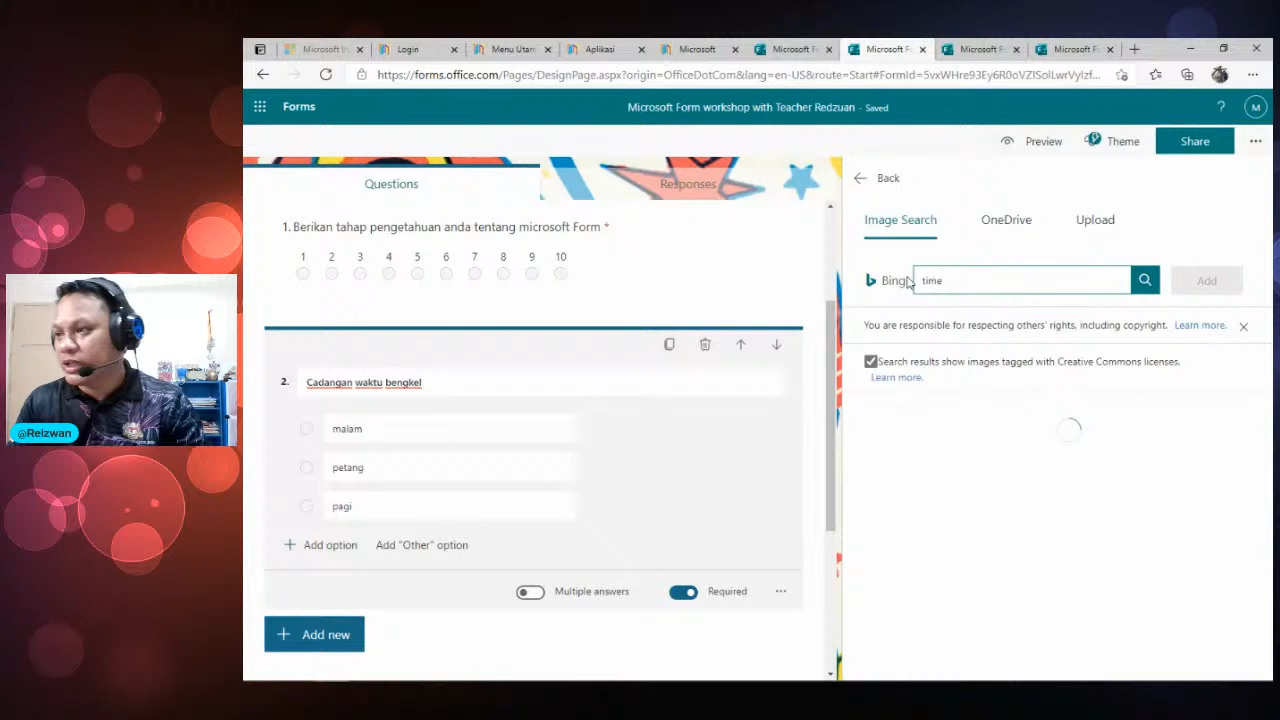 Microsoft
Login
Menu Utam
Aplikasi
Microsoft
Microsoft F
Microsoft F
Microsoft F
Microsoft F
https://forms.office.com/Pages/DesignPage.aspx?origin=OfficeDotCom&lang=en-US&route=Start#FormId=
Forms
Microsoft Form workshop with Teacher Redzuan - Saved
?
M
Preview
Theme
Share
Questions
Responses
1. Berikan tahap pengetahuan anda tentang microsoft Form *
1 2 3 4 5 6 7 8 9 10
2. Cadangan waktu bengkel
malam
petang
pagi
+ Add option Add "Other" option
Multiple answers
Required
+ Add new
Back
Image Search
OneDrive
Upload
Bing
time
Add
You are responsible for respecting others' rights, including copyright. Learn more.
Search results show images tagged with Creative Commons licenses.
Learn more.
@Reizwan